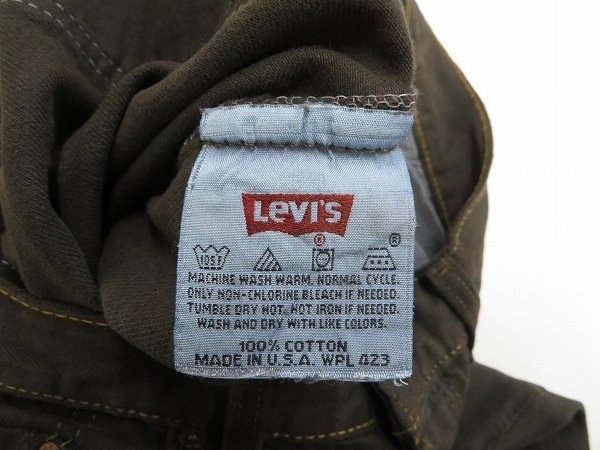 LEVI'S
®
105F ®
MACHINE WASH WARM, NORMAL CYCLE.
ONLY NON-CHLORINE BLEACH IF NEEDED.
TUMBLE DRY HOT, HOT IRON IF NEEDED.
WASH AND DRY WITH LIKE COLORS.
100% COTTON
MADE IN U.S.A. WPL 423